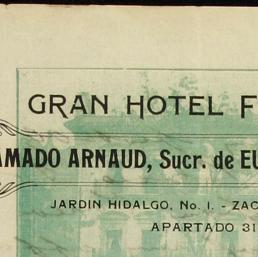 GRAN HOTEL F
AMADO ARNAUD, Sucr. de EU
JARDIN HIDALGO, No. 1. - ZAC
APARTADO 31